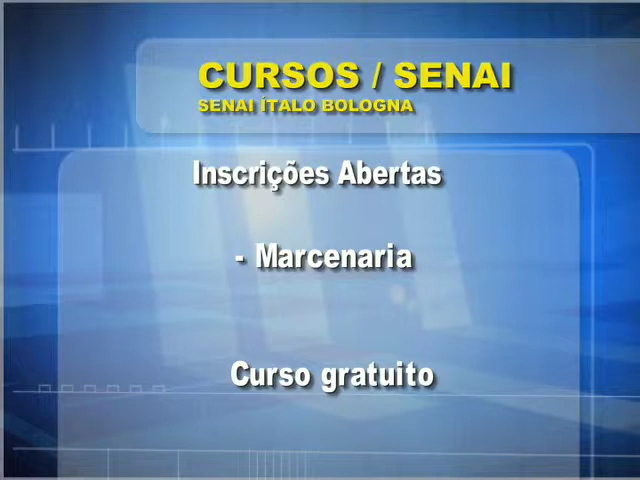 CURSOS / SENAI
SENAI ÍTALO BOLOGNA
Inscrições Abertas
- Marcenaria
Curso gratuito